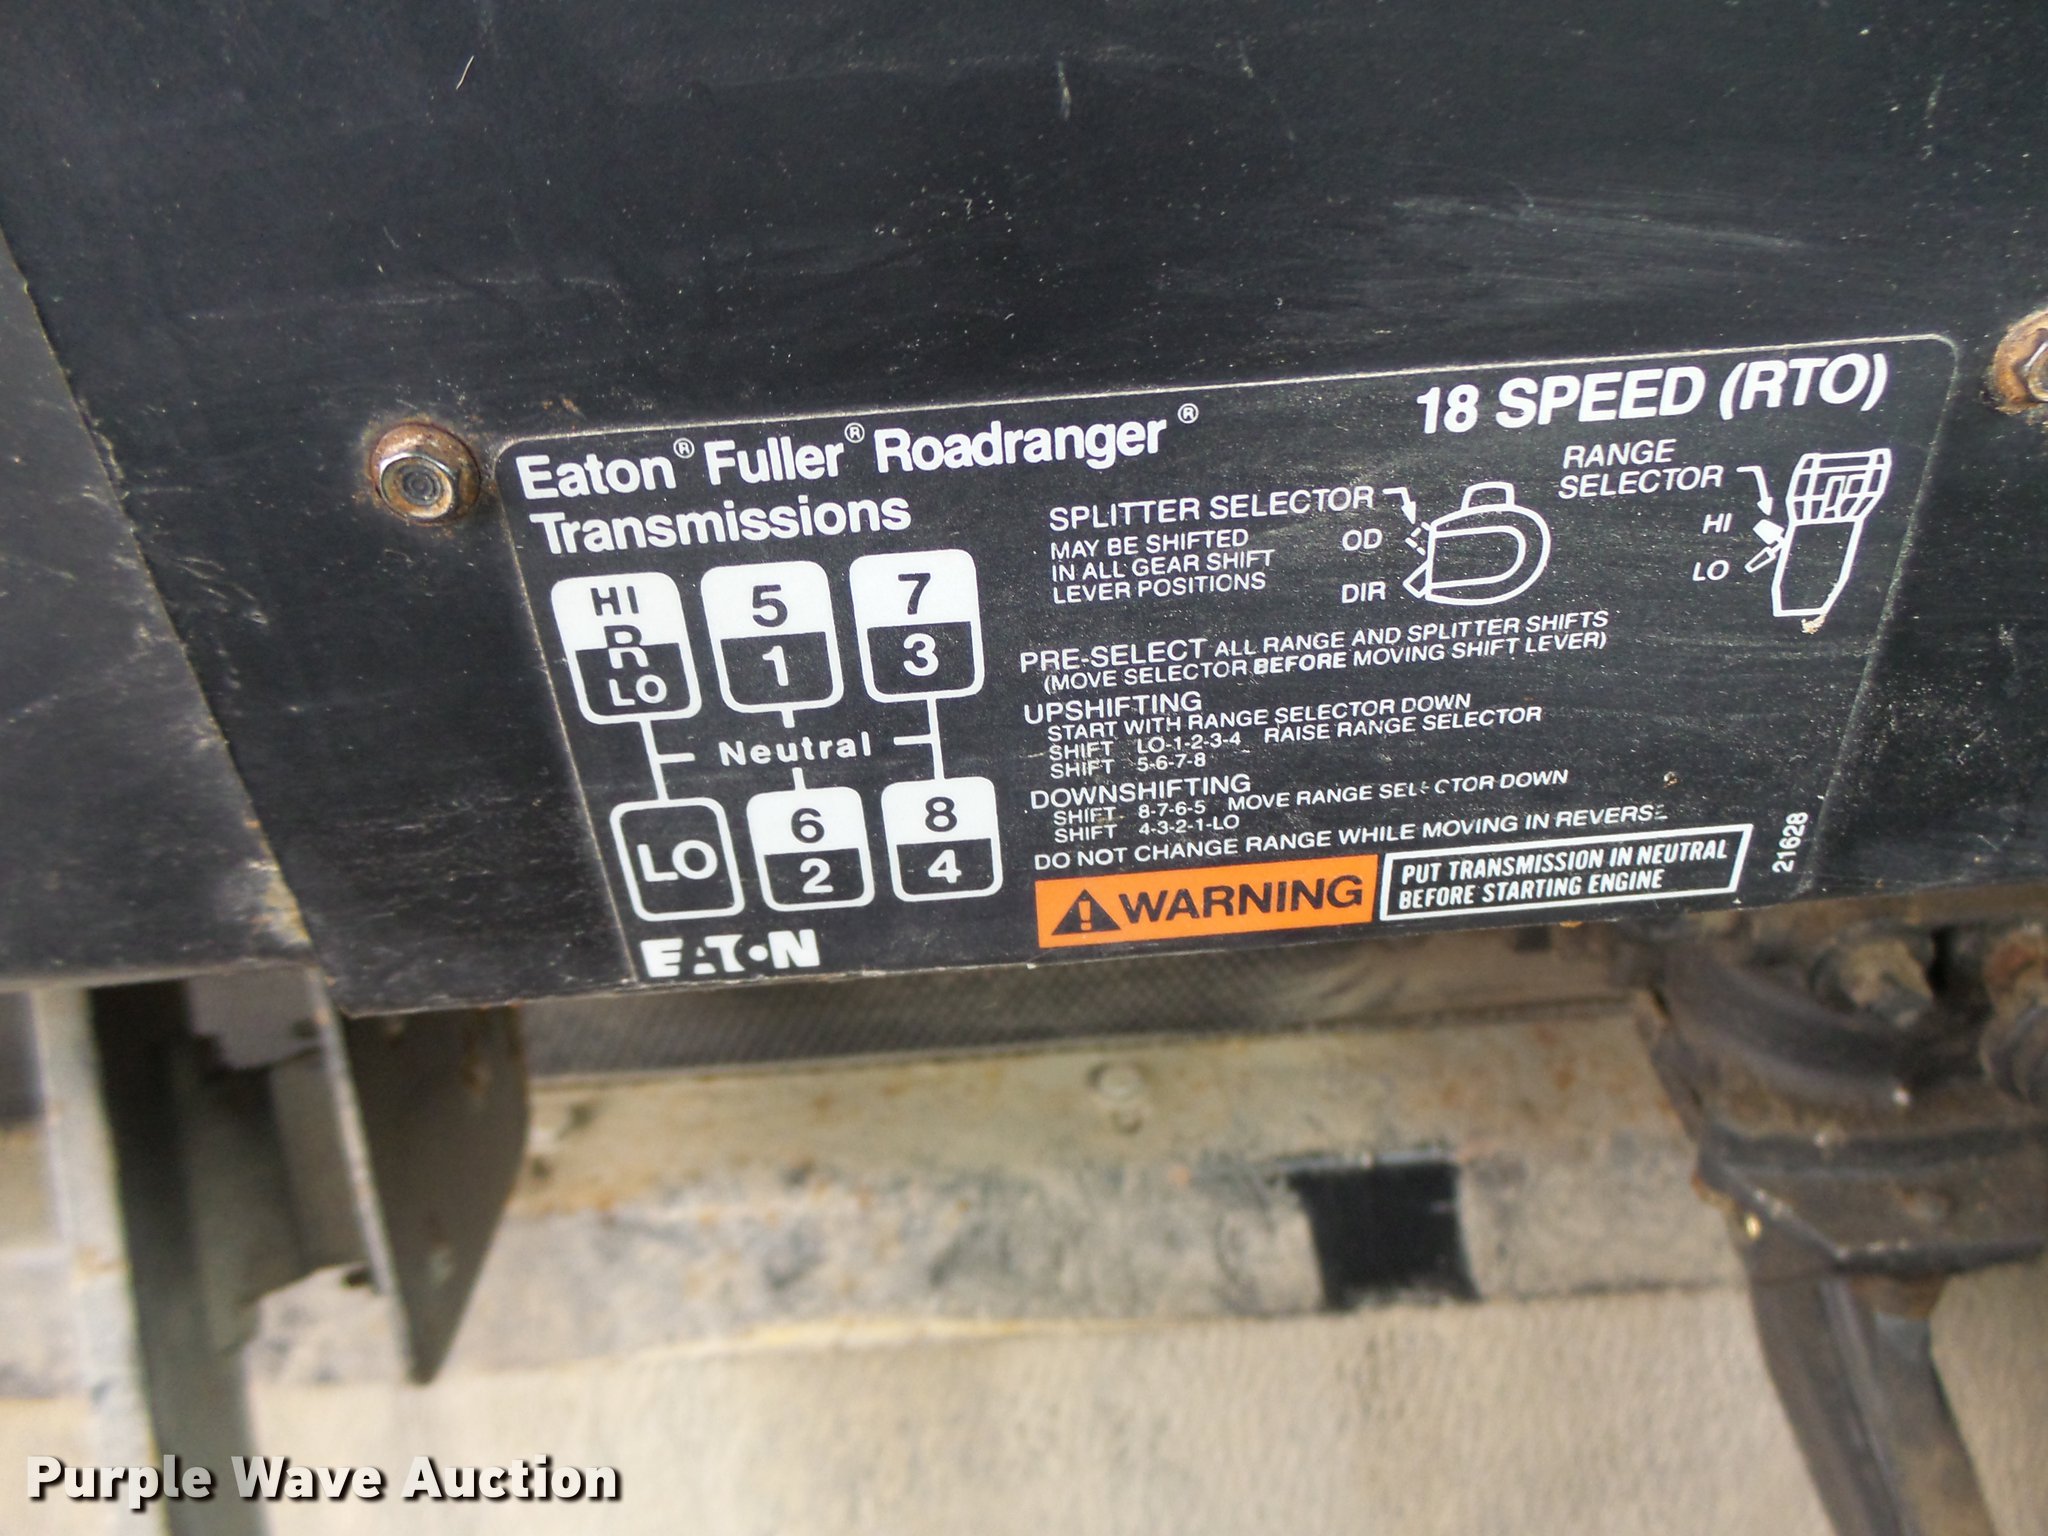 Eaton® Fuller® Roadranger®
Transmissions
18 SPEED (RTO)
HI
R
LO
5
1
7
3
Neutral
LO
6
2
8
4
EATON
SPLITTER SELECTOR
MAY BE SHIFTED
IN ALL GEAR SHIFT
LEVER POSITIONS
OD
DIR
RANGE
SELECTOR
HI
LO
PRE-SELECT ALL RANGE AND SPLITTER SHIFTS
(MOVE SELECTOR BEFORE MOVING SHIFT LEVER)
UPSHIFTING
START WITH RANGE SELECTOR DOWN
SHIFT LO-1-2-3-4 RAISE RANGE SELECTOR
SHIFT 5-6-7-8
DOWNSHIFTING
SHIFT 8-7-6-5 MOVE RANGE SELECTOR DOWN
SHIFT 4-3-2-1-LO
DO NOT CHANGE RANGE WHILE MOVING IN REVERSE
WARNING
PUT TRANSMISSION IN NEUTRAL
BEFORE STARTING ENGINE
21628
Purple Wave Auction